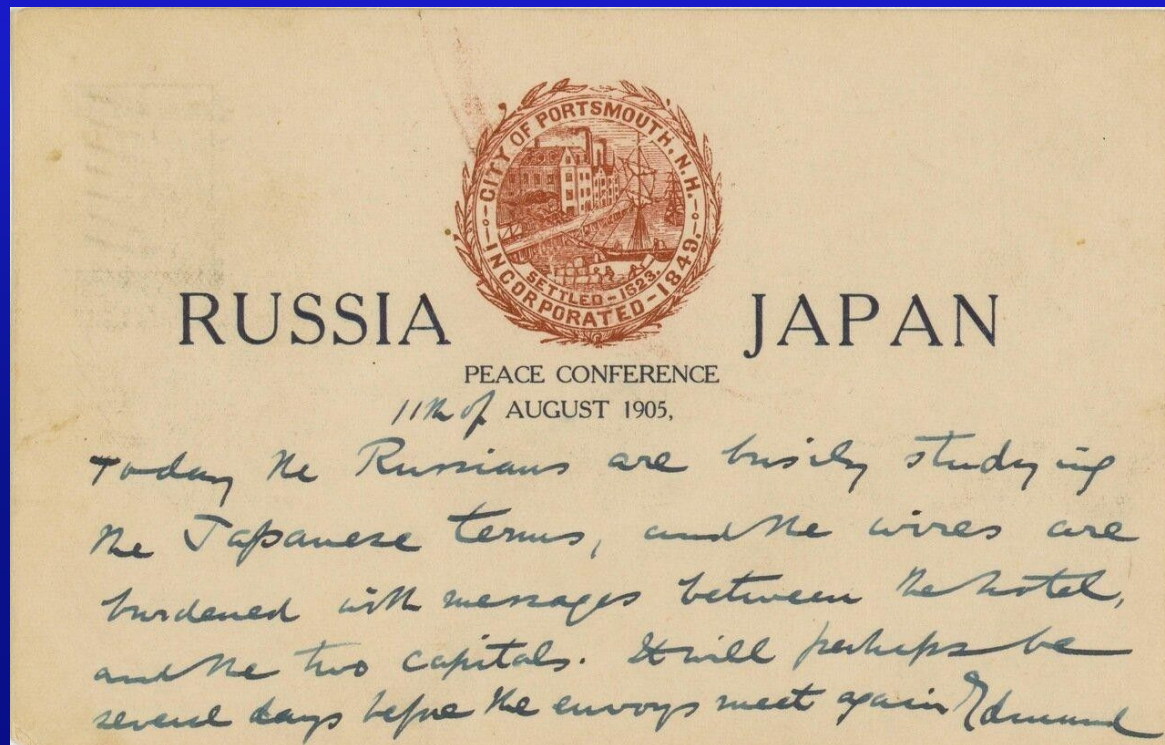 CITY OF PORTSMOUTH, N.H.
SETTLED - 1623.
INCORPORATED - 1849.
RUSSIA JAPAN
PEACE CONFERENCE
11th of AUGUST 1905,
Today the Russians are busily studying
the Japanese terms, and the wires are
burdened with messages between the hotel,
and the two capitals. It will perhaps be
several days before the envoys meet again Edmund